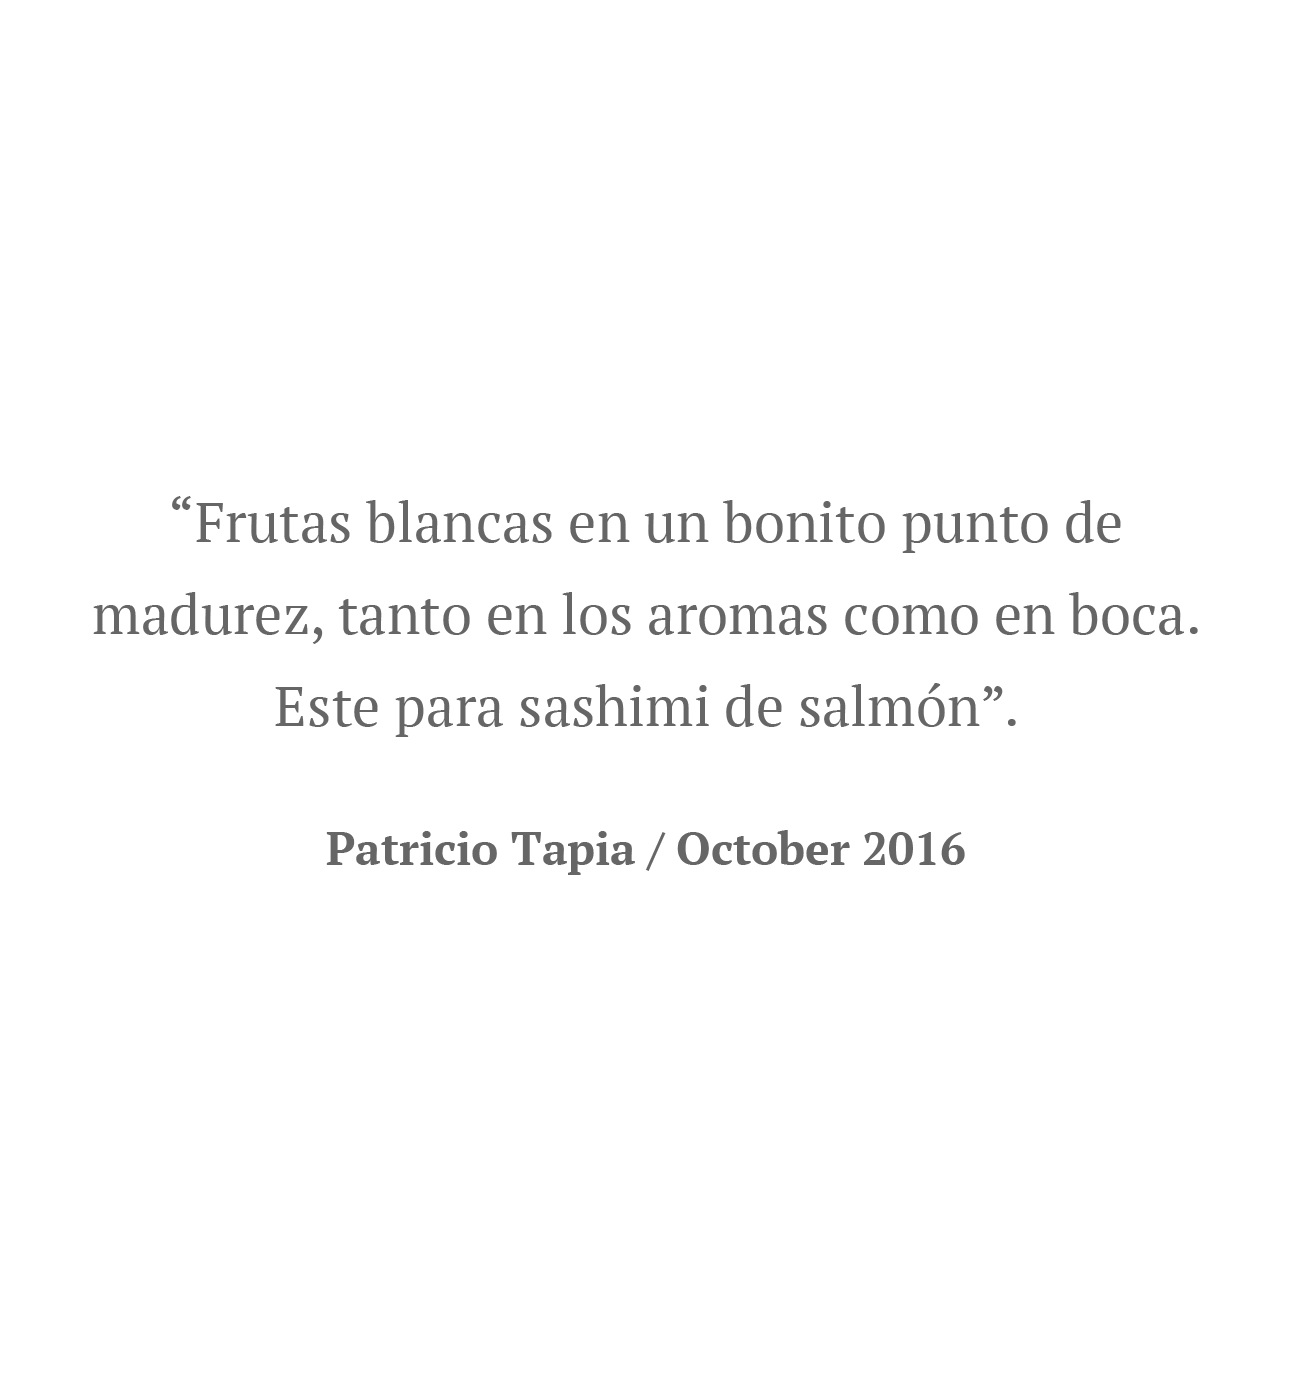 “Frutas blancas en un bonito punto de
madurez, tanto en los aromas como en boca.
Este para sashimi de salmón”.
Patricio Tapia / October 2016